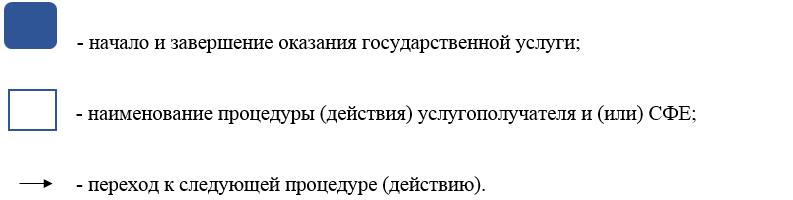 - начало и завершение оказания государственной услуги;
- наименование процедуры (действия) услугополучателя и (или) СФЕ;
- переход к следующей процедуре (действию).